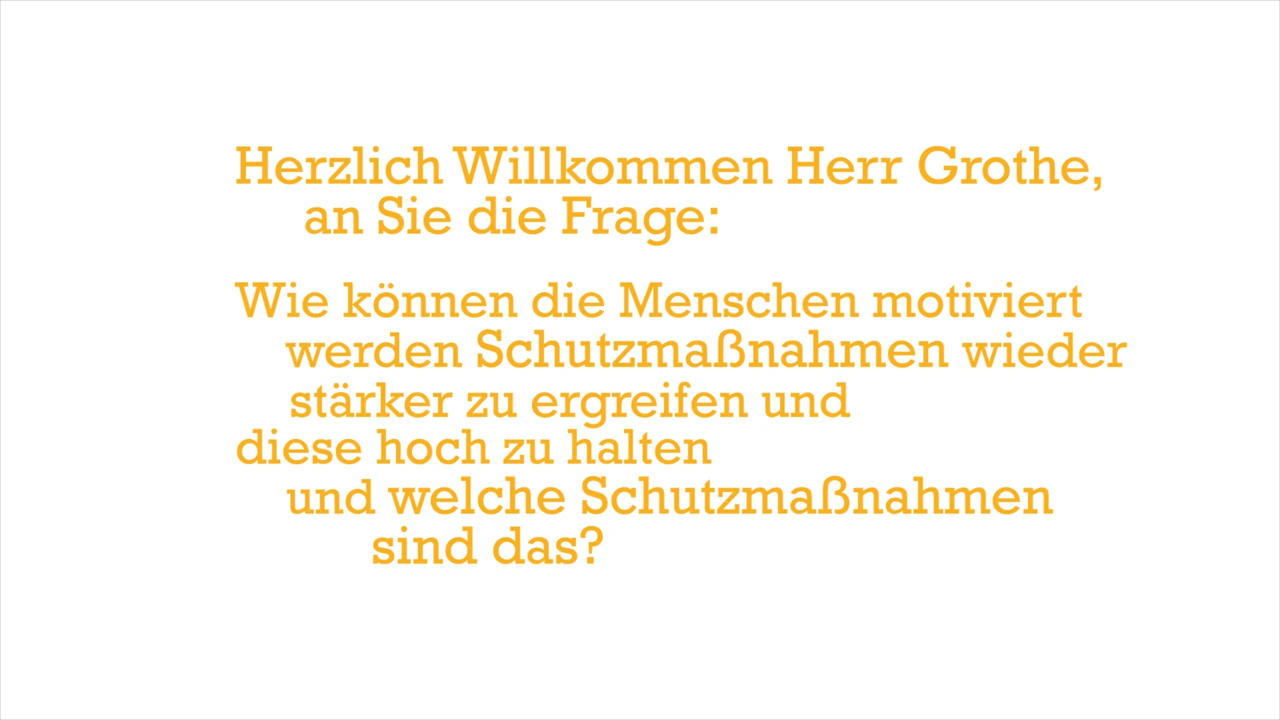 Herzlich Willkommen Herr Grothe,
an Sie die Frage:
Wie können die Menschen motiviert
werden Schutzmaßnahmen wieder
stärker zu ergreifen und
diese hoch zu halten
und welche Schutzmaßnahmen
sind das?